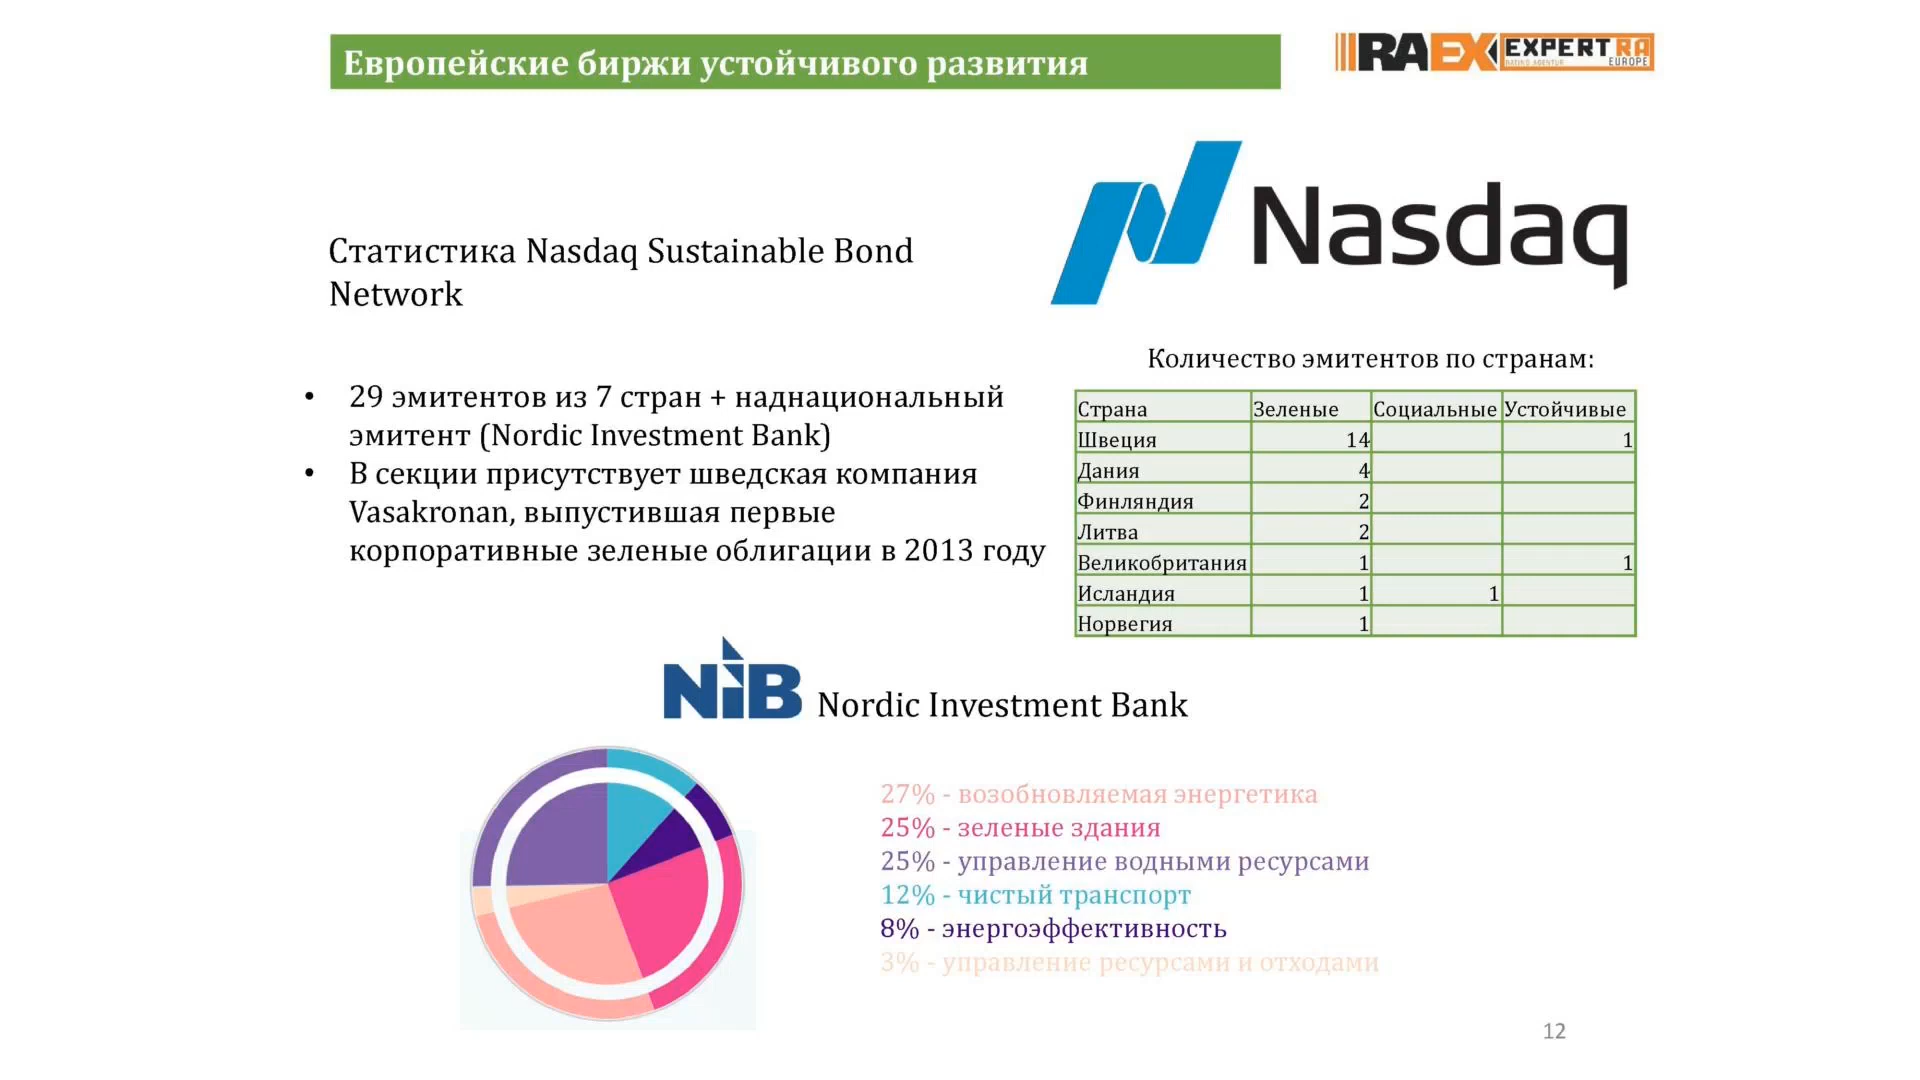 Европейские биржи устойчивого развития
RAEX EXPERT RA
RATING AGENTUR EUROPE
Nasdaq
Статистика Nasdaq Sustainable Bond
Network
Количество эмитентов по странам:
• 29 эмитентов из 7 стран + наднациональный
эмитент (Nordic Investment Bank)
• В секции присутствует шведская компания
Vasakronan, выпустившая первые
корпоративные зеленые облигации в 2013 году
Страна Зеленые Социальные Устойчивые
Швеция 14 1
Дания 4
Финляндия 2
Литва 2
Великобритания 1 1
Исландия 1 1
Норвегия 1
NIB Nordic Investment Bank
27% - возобновляемая энергетика
25% - зеленые здания
25% - управление водными ресурсами
12% - чистый транспорт
8% - энергоэффективность
3% - управление ресурсами и отходами
12